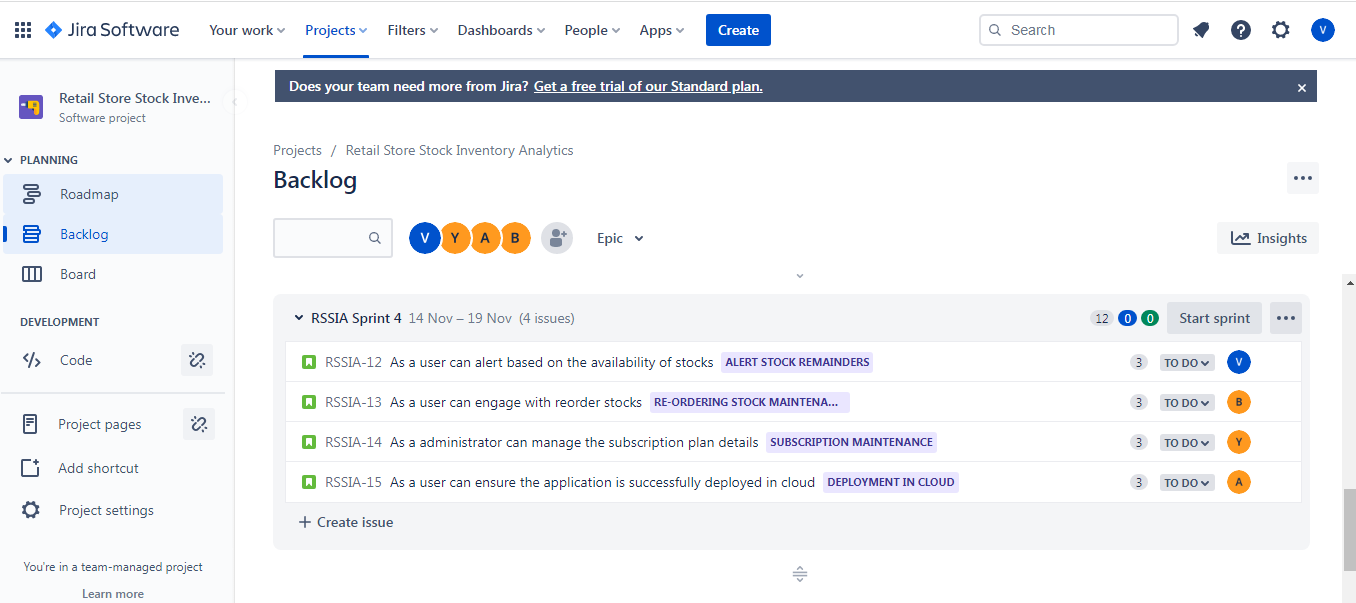 Jira Software Your work Projects Filters Dashboards People Apps Create Search ? V
Does your team need more from Jira? Get a free trial of our Standard plan. ×
Retail Store Stock Inve...
Software project
PLANNING
Roadmap
Backlog
Board
DEVELOPMENT
Code
Project pages
Add shortcut
Project settings
You're in a team-managed project
Learn more
Projects / Retail Store Stock Inventory Analytics
Backlog
V Y A B Epic Insights
RSSIA Sprint 4 14 Nov – 19 Nov (4 issues) 12 0 0 Start sprint
RSSIA-12 As a user can alert based on the availability of stocks ALERT STOCK REMAINDERS 3 TO DO V
RSSIA-13 As a user can engage with reorder stocks RE-ORDERING STOCK MAINTENA... 3 TO DO B
RSSIA-14 As a administrator can manage the subscription plan details SUBSCRIPTION MAINTENANCE 3 TO DO Y
RSSIA-15 As a user can ensure the application is successfully deployed in cloud DEPLOYMENT IN CLOUD 3 TO DO A
+ Create issue